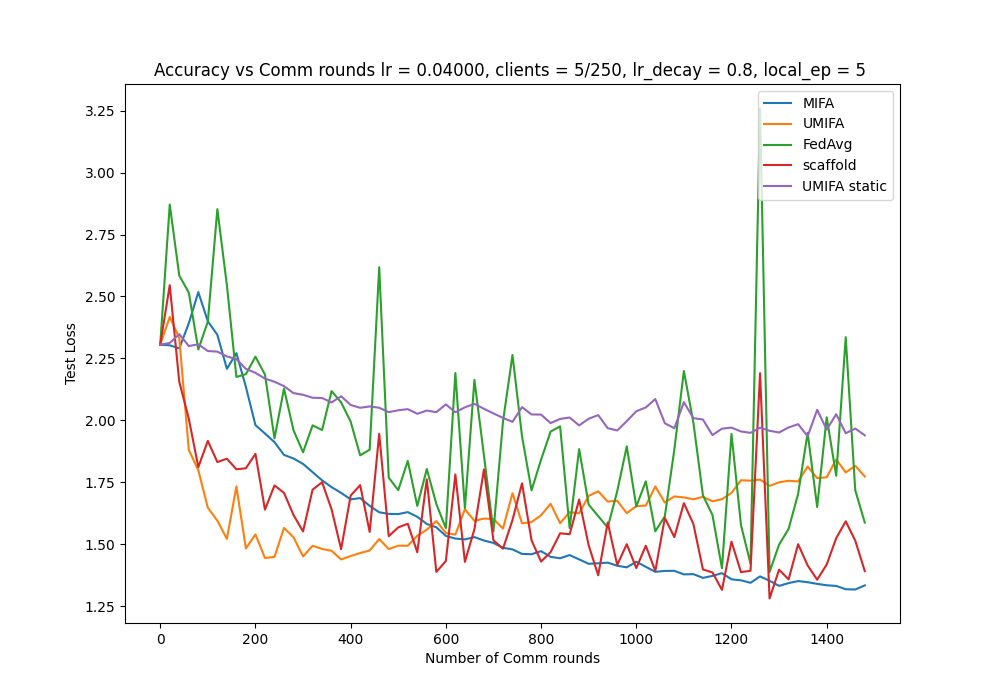 Accuracy vs Comm rounds lr = 0.04000, clients = 5/250, lr_decay = 0.8, local_ep = 5
MIFA
UMIFA
FedAvg
scaffold
UMIFA static
Test Loss
3.25
3.00
2.75
2.50
2.25
2.00
1.75
1.50
1.25
0 200 400 600 800 1000 1200 1400
Number of Comm rounds